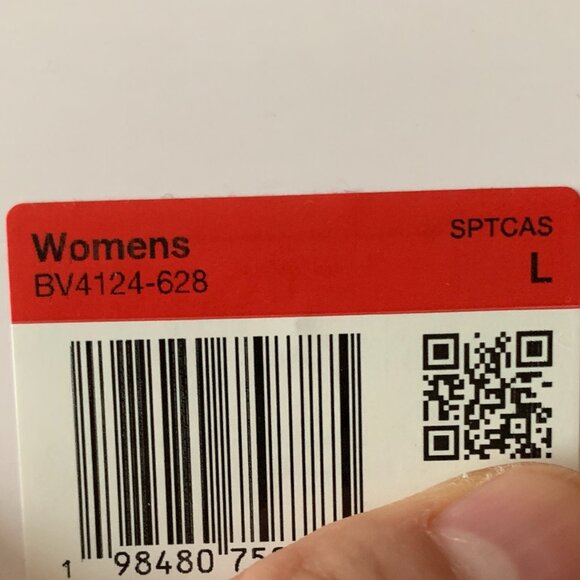 Womens
SPTCAS
BV4124-628
L
1 98480 75